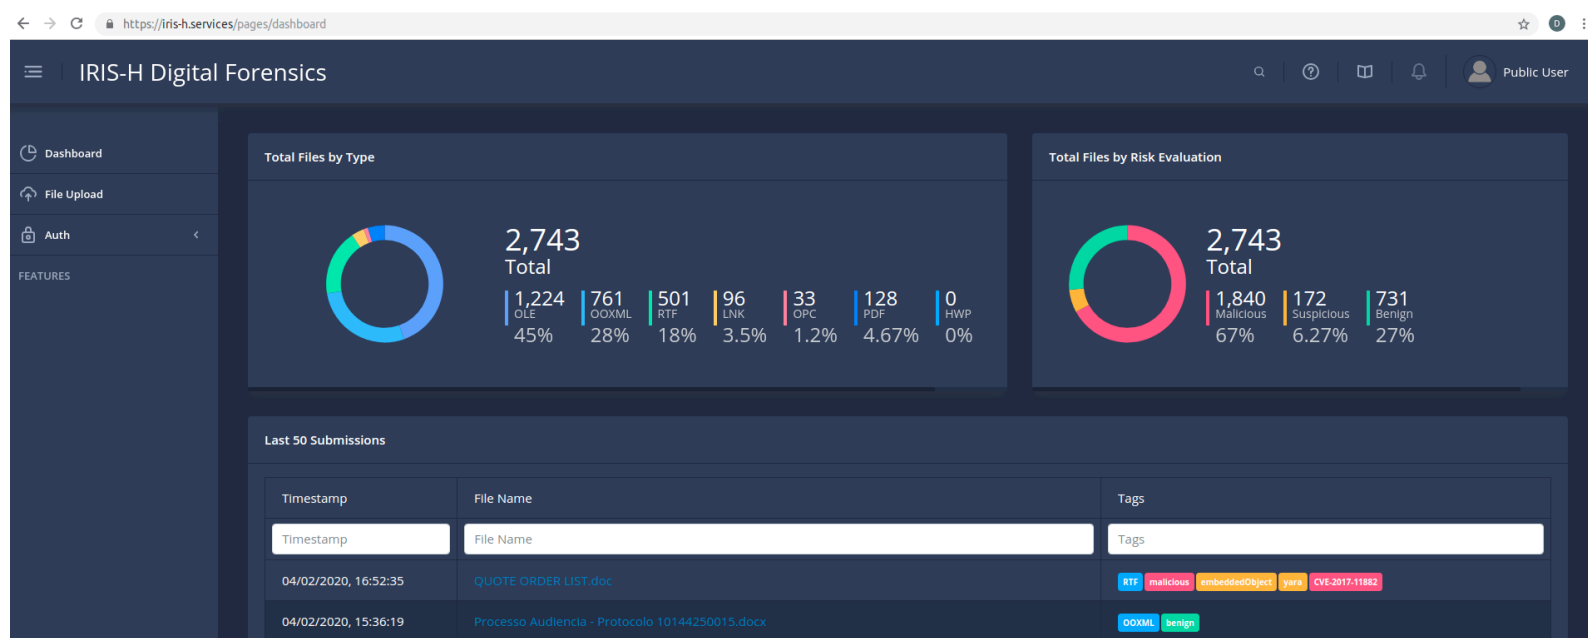 https://iris-h.services/pages/dashboard
D
IRIS-H Digital Forensics
Public User
Dashboard
File Upload
Auth
FEATURES
Total Files by Type
2,743
Total
1,224 761 501 96 33 128 0
OLE OOXML RTF LNK OPC PDF HWP
45% 28% 18% 3.5% 1.2% 4.67% 0%
Total Files by Risk Evaluation
2,743
Total
1,840 172 731
Malicious Suspicious Benign
67% 6.27% 27%
Last 50 Submissions
Timestamp File Name Tags
Timestamp File Name Tags
04/02/2020, 16:52:35 QUOTE ORDER LIST.doc RTF malicious embeddedObject yara CVE-2017-11882
04/02/2020, 15:36:19 Processo Audiencia - Protocolo 10144250015.docx OOXML benign